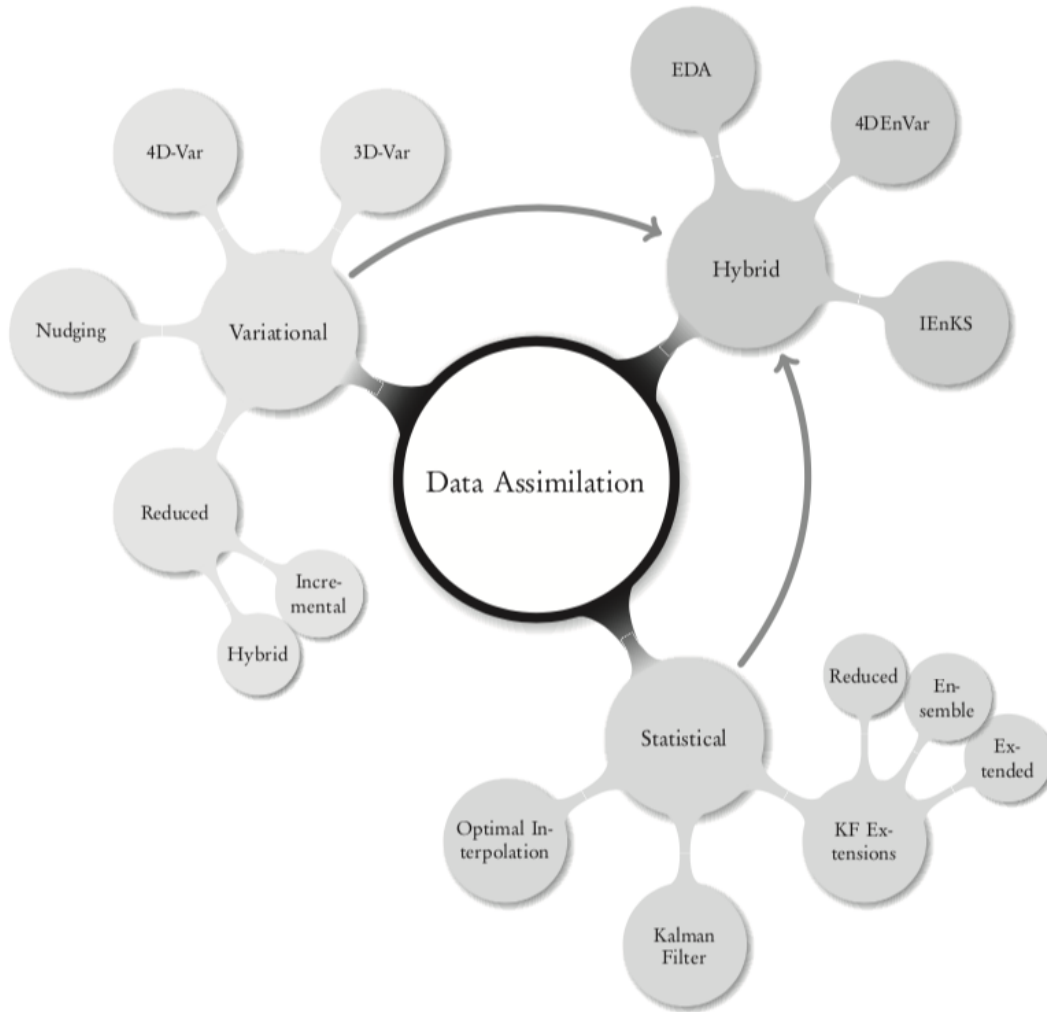 EDA
4DEnVar
4D-Var
3D-Var
Hybrid
Nudging
Variational
IEnKS
Data Assimilation
Reduced
Incre-
mental
Hybrid
Reduced
En-
semble
Statistical
Ex-
tended
Optimal In-
terpolation
KF Ex-
tensions
Kalman
Filter